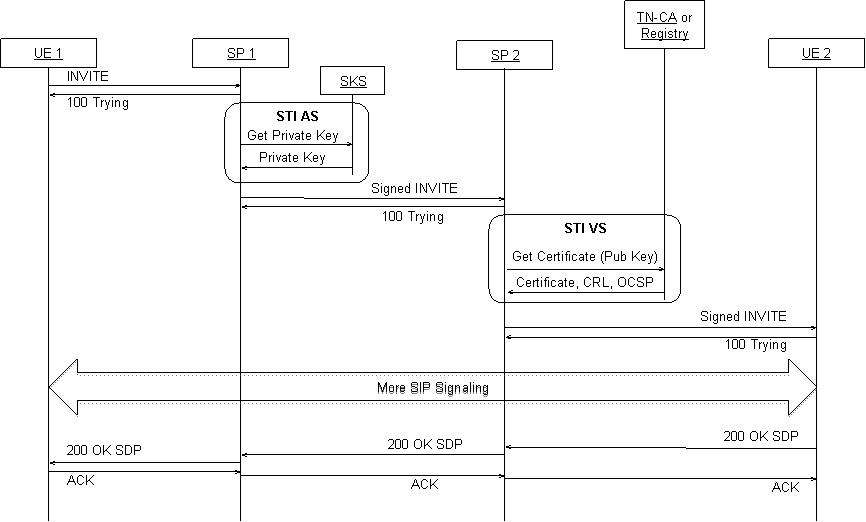 TN-CA or
Registry
UE 1
SP 1
SP 2
UE 2
INVITE
SKS
100 Trying
STI AS
Get Private Key
Private Key
Signed INVITE
100 Trying
STI VS
Get Certificate (Pub Key)
Certificate, CRL, OCSP
Signed INVITE
100 Trying
More SIP Signaling
200 OK SDP
200 OK SDP
200 OK SDP
ACK
ACK
ACK